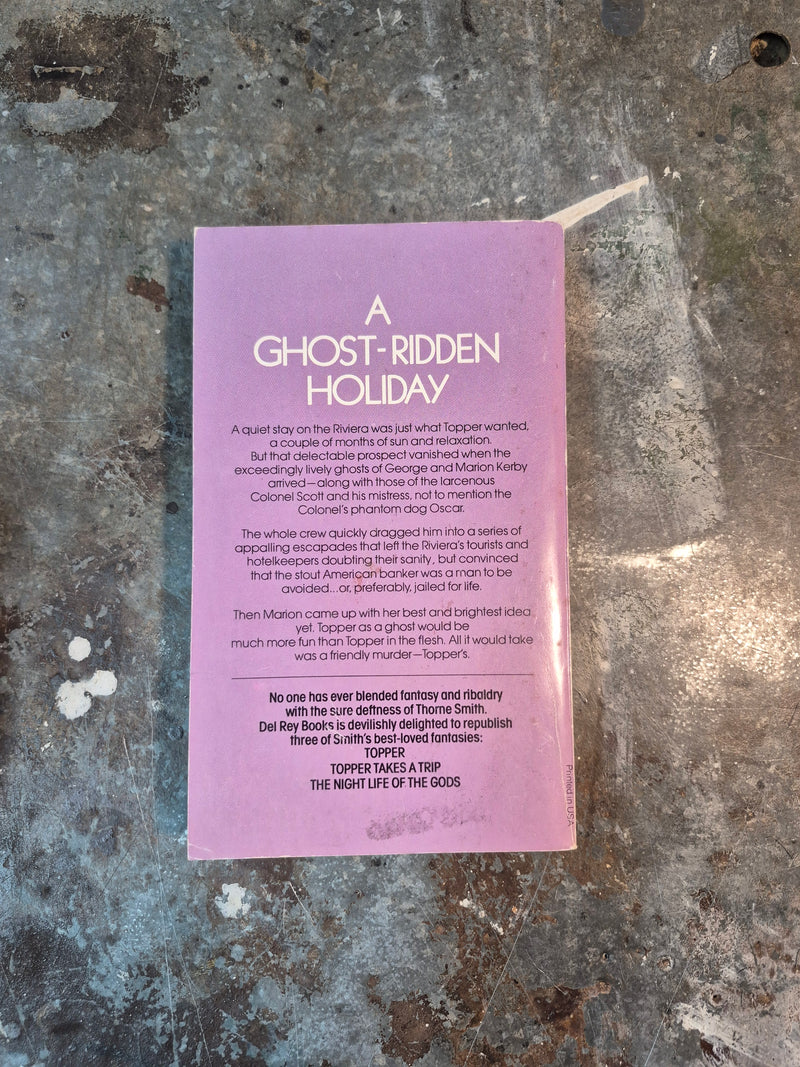 A
GHOST-RIDDEN
HOLIDAY
A quiet stay on the Riviera was just what Topper wanted,
a couple of months of sun and relaxation.
But that delectable prospect vanished when the
exceedingly lively ghosts of George and Marion Kerby
arrived—along with those of the larcenous
Colonel Scott and his mistress, not to mention the
Colonel's phantom dog Oscar.
The whole crew quickly dragged him into a series of
appalling escapades that left the Riviera's tourists and
hotelkeepers doubting their sanity, but convinced
that the stout American banker was a man to be
avoided...or, preferably, jailed for life.
Then Marion came up with her best and brightest idea
yet. Topper as a ghost would be
much more fun than Topper in the flesh. All it would take
was a friendly murder—Topper's.
No one has ever blended fantasy and ribaldry
with the sure deftness of Thorne Smith.
Del Rey Books is devilishly delighted to republish
three of Smith's best-loved fantasies:
TOPPER
TOPPER TAKES A TRIP
THE NIGHT LIFE OF THE GODS
Printed in USA